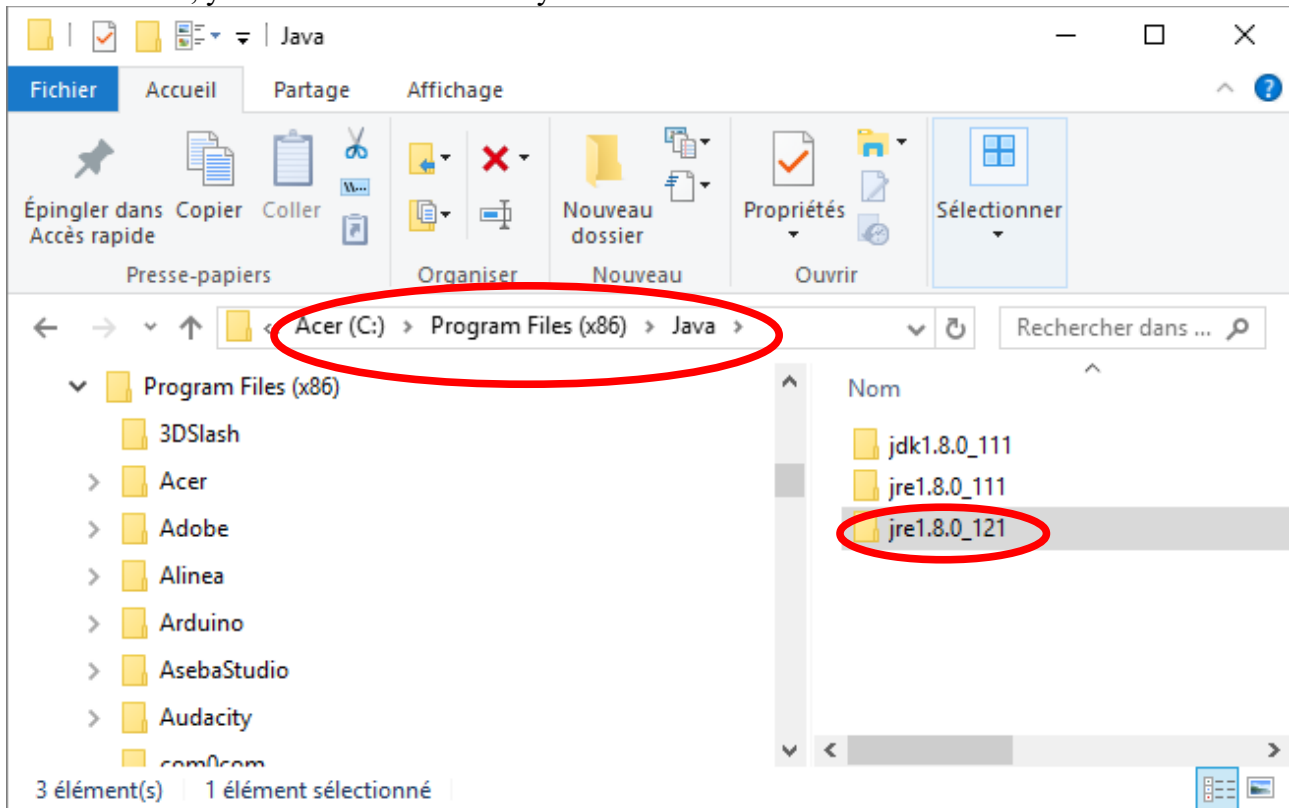 Java
Fichier Accueil Partage Affichage
Épingler dans Accès rapide
Copier
Coller
Nouveau dossier
Propriétés
Sélectionner
Presse-papiers Organiser Nouveau Ouvrir
Acer (C:) > Program Files (x86) > Java >
Rechercher dans ...
Program Files (x86)
3DSlash
Acer
Adobe
Alinea
Arduino
AsebaStudio
Audacity
com0com
Nom
jdk1.8.0_111
jre1.8.0_111
jre1.8.0_121
3 élément(s) 1 élément sélectionné